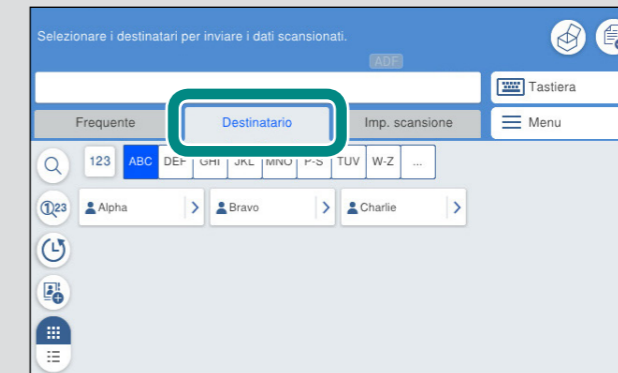 Selezionare i destinatari per inviare i dati scansionati.
ADF
Tastiera
Frequente Destinatario Imp. scansione Menu
123 ABC DEF GHI JKL MNO P-S TUV W-Z ...
123 Alpha Bravo Charlie